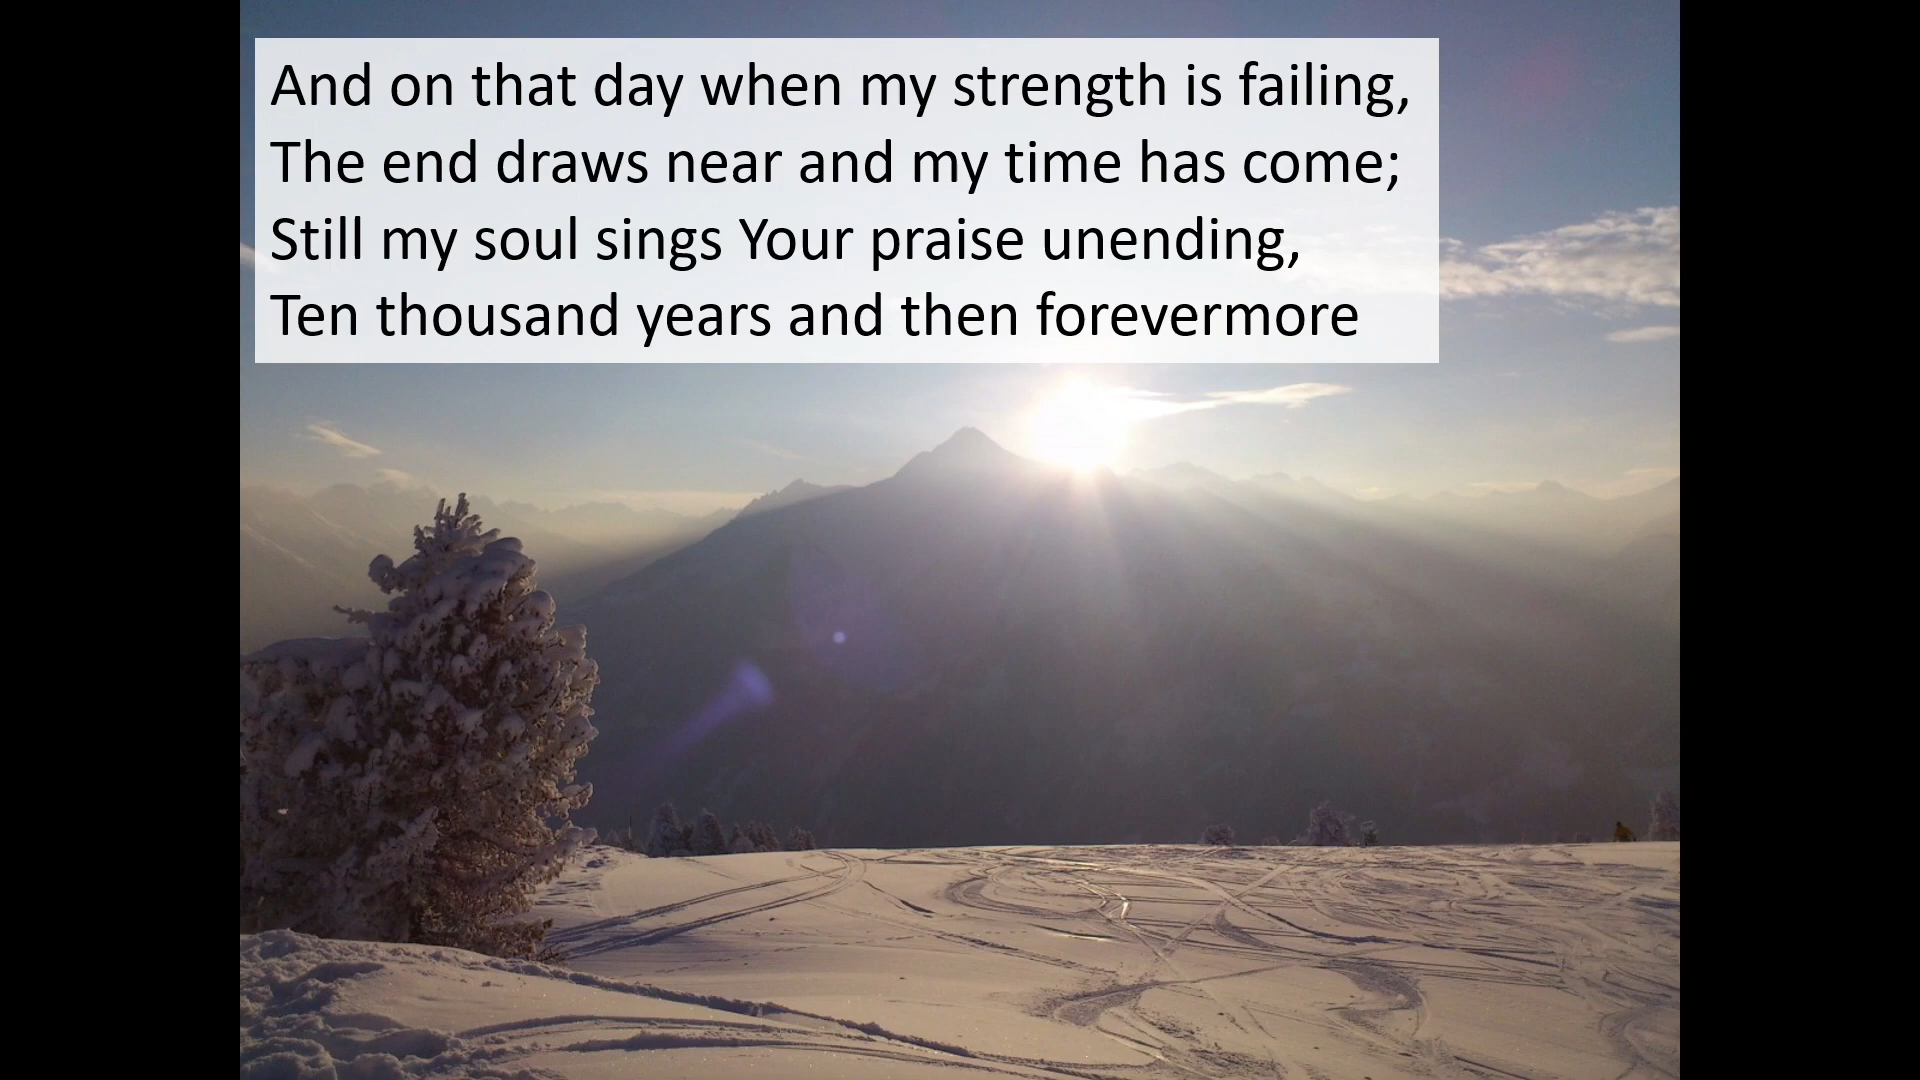 And on that day when my strength is failing,
The end draws near and my time has come;
Still my soul sings Your praise unending,
Ten thousand years and then forevermore